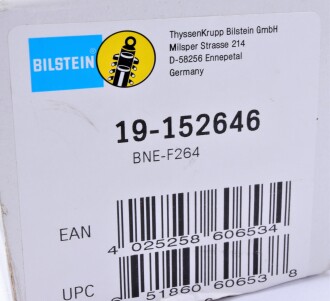 BILSTEIN
ThyssenKrupp Bilstein GmbH
Milsper Strasse 214
D-58256 Ennepetal
Germany
19-152646
BNE-F264
EAN
4 025258 606534
UPC
51860 60653 8